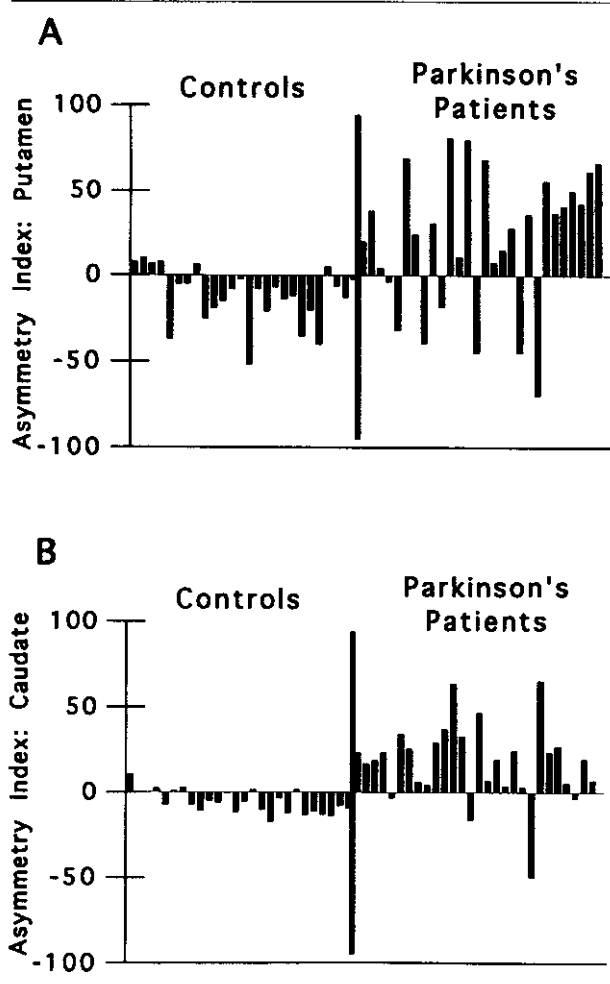 A
Controls
Parkinson's
Patients
Asymmetry Index: Putamen
100
50
0
-50
-100
B
Controls
Parkinson's
Patients
Asymmetry Index: Caudate
100
50
0
-50
-100